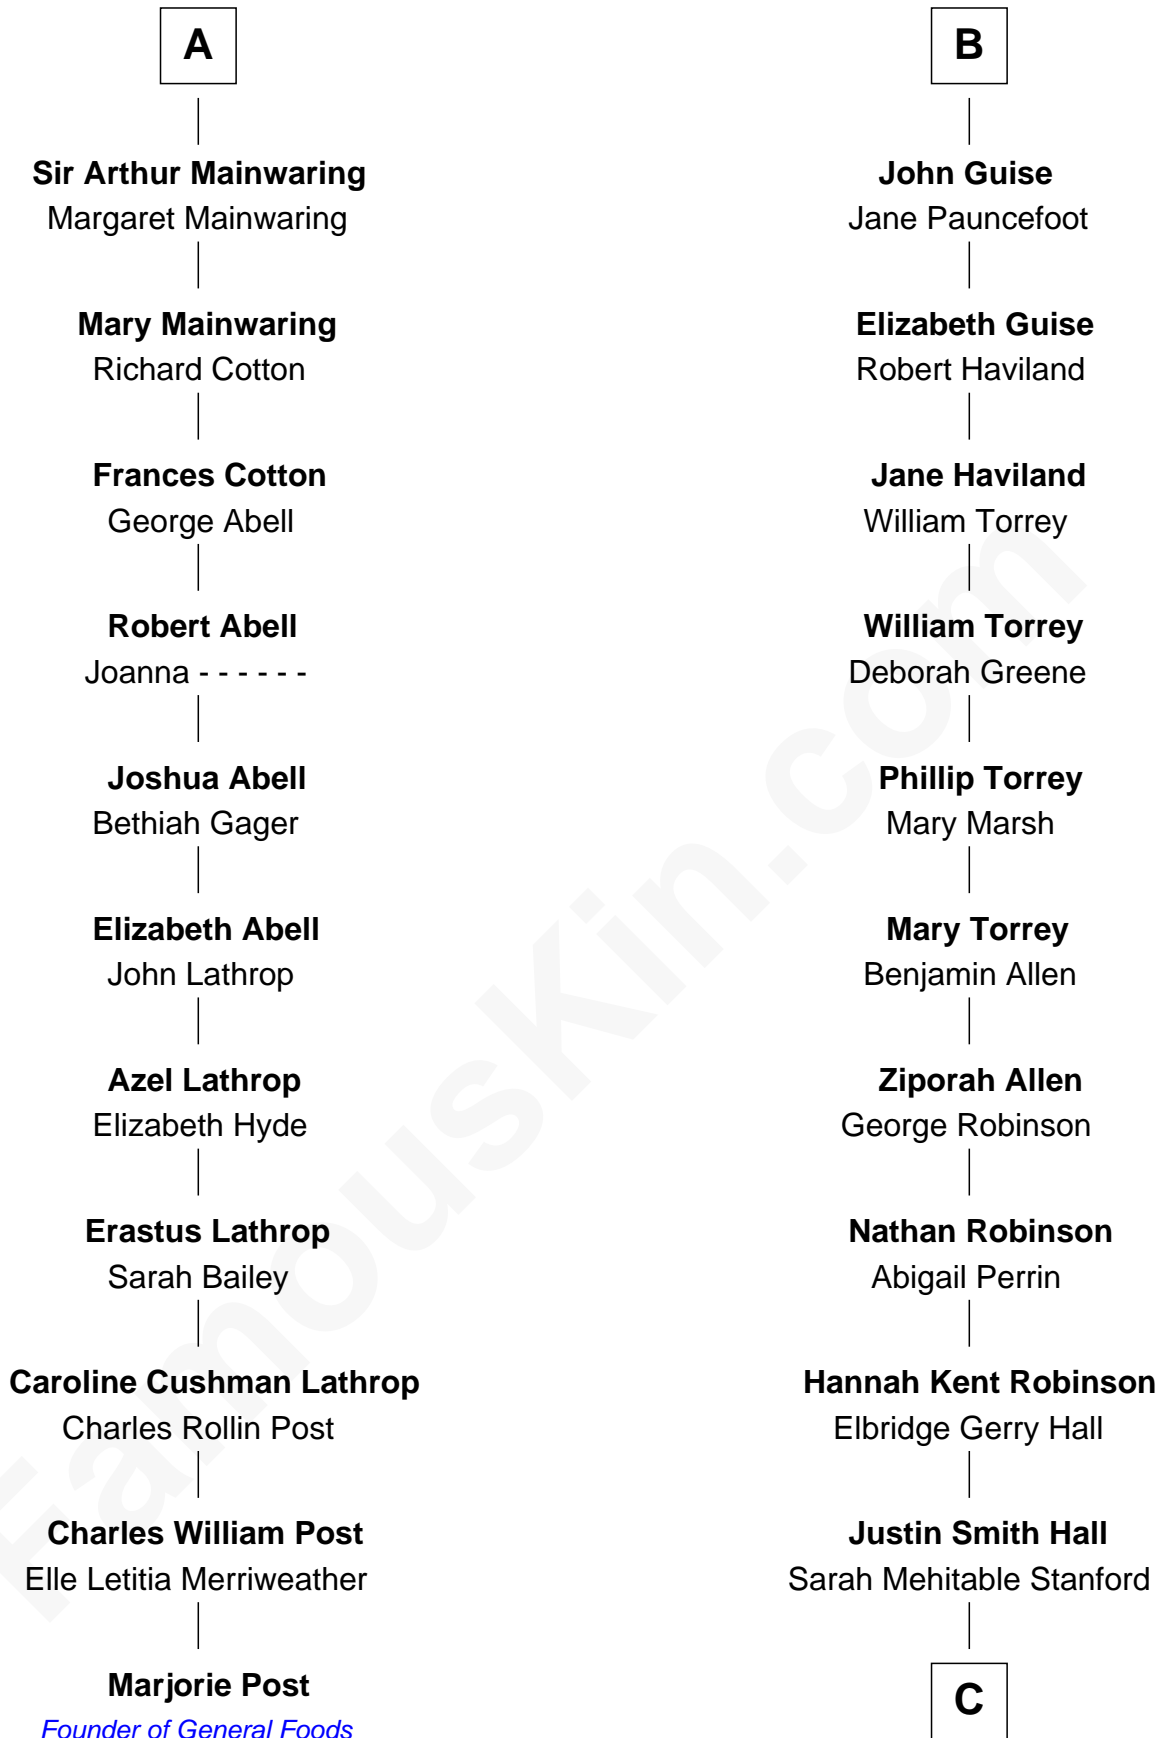 A
Sir Arthur Mainwaring
Margaret Mainwaring
Mary Mainwaring
Richard Cotton
Frances Cotton
George Abell
Robert Abell
Joanna - - - - - -
Joshua Abell
Bethiah Gager
Elizabeth Abell
John Lathrop
Azel Lathrop
Elizabeth Hyde
Erastus Lathrop
Sarah Bailey
Caroline Cushman Lathrop
Charles Rollin Post
Charles William Post
Elle Letitia Merriweather
Marjorie Post
Founder of General Foods
B
John Guise
Jane Pauncefoot
Elizabeth Guise
Robert Haviland
Jane Haviland
William Torrey
William Torrey
Deborah Greene
Phillip Torrey
Mary Marsh
Mary Torrey
Benjamin Allen
Ziporah Allen
George Robinson
Nathan Robinson
Abigail Perrin
Hannah Kent Robinson
Elbridge Gerry Hall
Justin Smith Hall
Sarah Mehitable Stanford
C
FamousKin.com